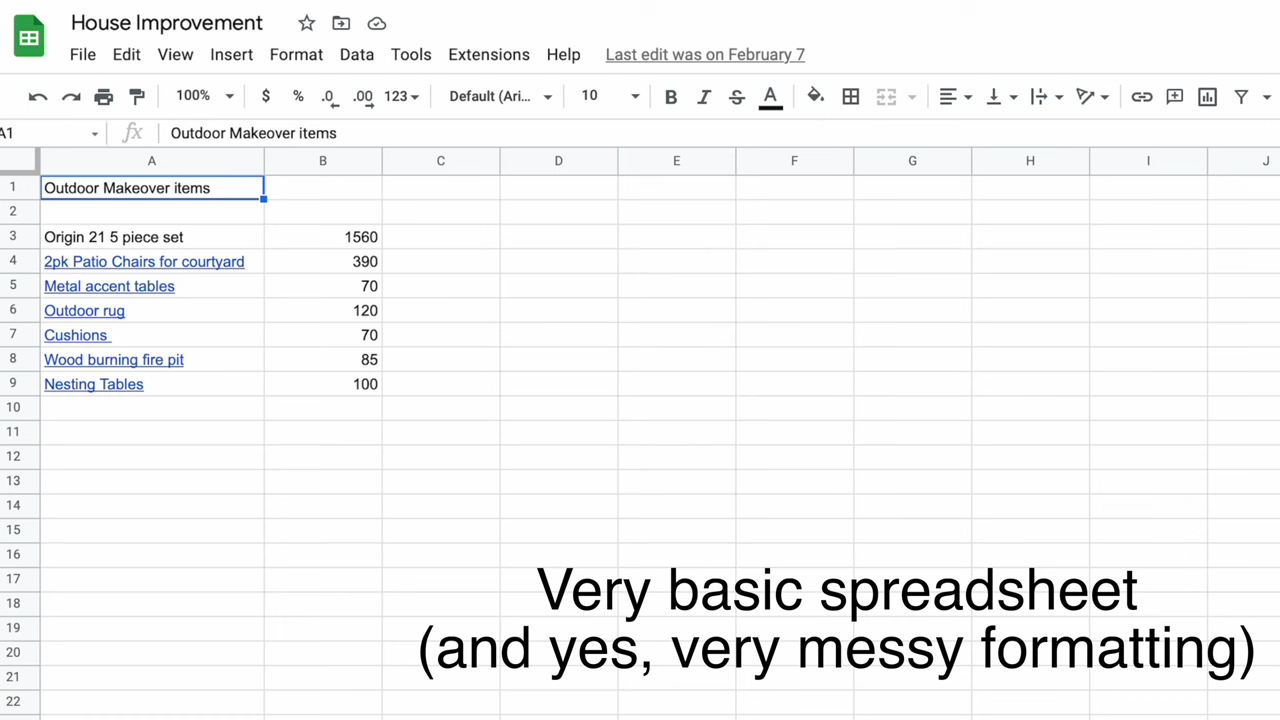 House Improvement
File Edit View Insert Format Data Tools Extensions Help Last edit was on February 7
100% $ % .0 .00 123 Default (Ari... 10 B I S A
A1 fx Outdoor Makeover items
A B C D E F G H I J
1 Outdoor Makeover items
2
3 Origin 21 5 piece set 1560
4 2pk Patio Chairs for courtyard 390
5 Metal accent tables 70
6 Outdoor rug 120
7 Cushions 70
8 Wood burning fire pit 85
9 Nesting Tables 100
10
11
12
13
14
15
16
17
18
19
20
21
22
Very basic spreadsheet
(and yes, very messy formatting)